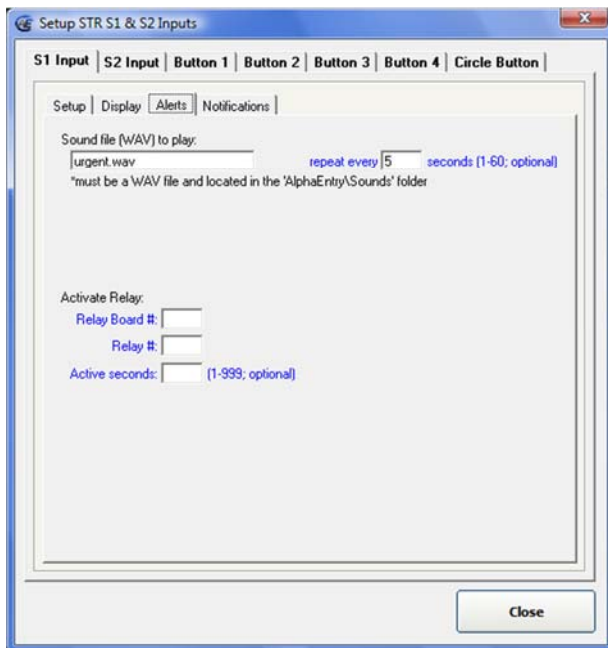 Setup STR S1 & S2 Inputs
S1 Input | S2 Input | Button 1 | Button 2 | Button 3 | Button 4 | Circle Button |
Setup | Display | Alerts | Notifications |
Sound file (WAV) to play:
urgent.wav repeat every 5 seconds (1-60; optional)
*must be a WAV file and located in the 'AlphaEntry\Sounds' folder
Activate Relay:
Relay Board #:
Relay #:
Active seconds: (1-999; optional)
Close